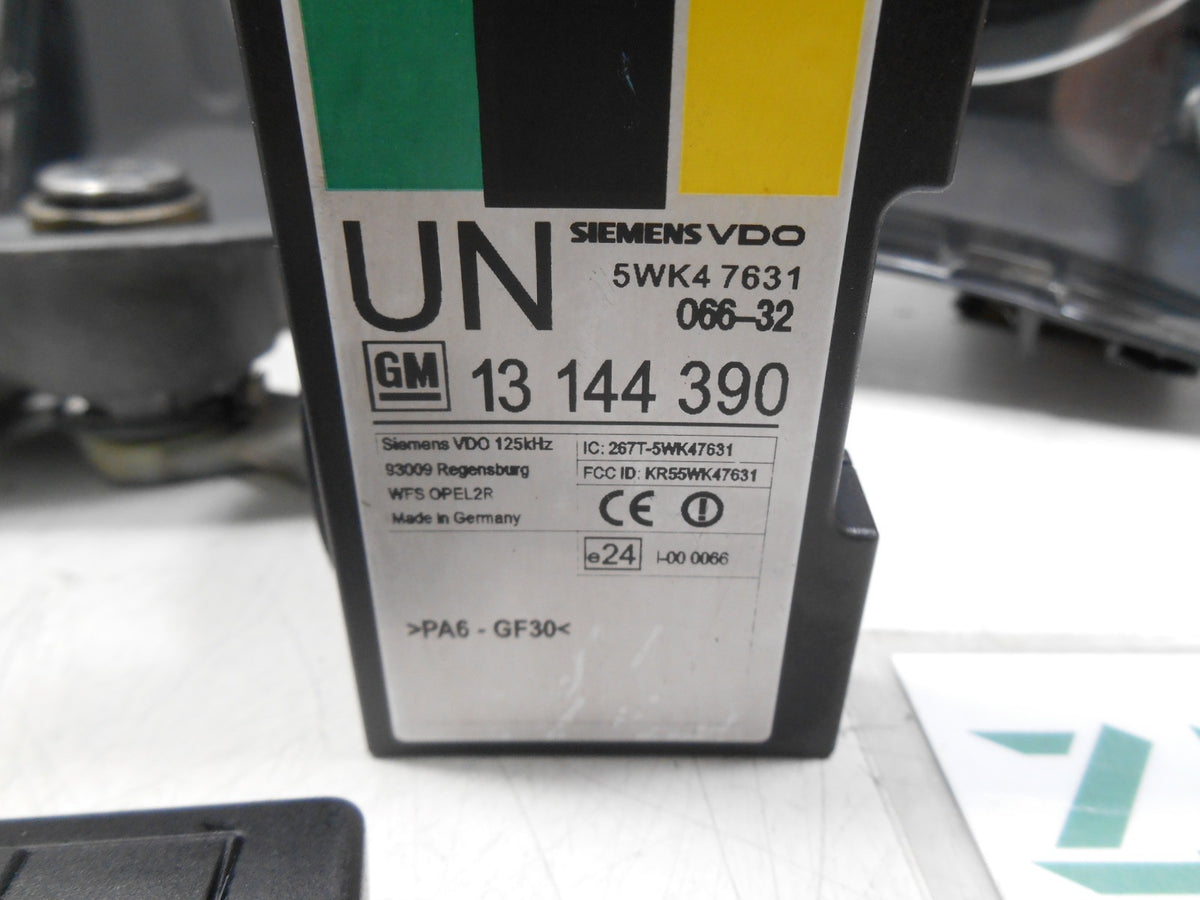 UN
SIEMENS VDO
5WK4 7631
066-32
GM 13 144 390
Siemens VDO 125kHz
93009 Regensburg
WFS OPEL2R
Made in Germany
IC: 267T-5WK47631
FCC ID: KR55WK47631
CE
e24 I-00 0066
>PA6 - GF30<